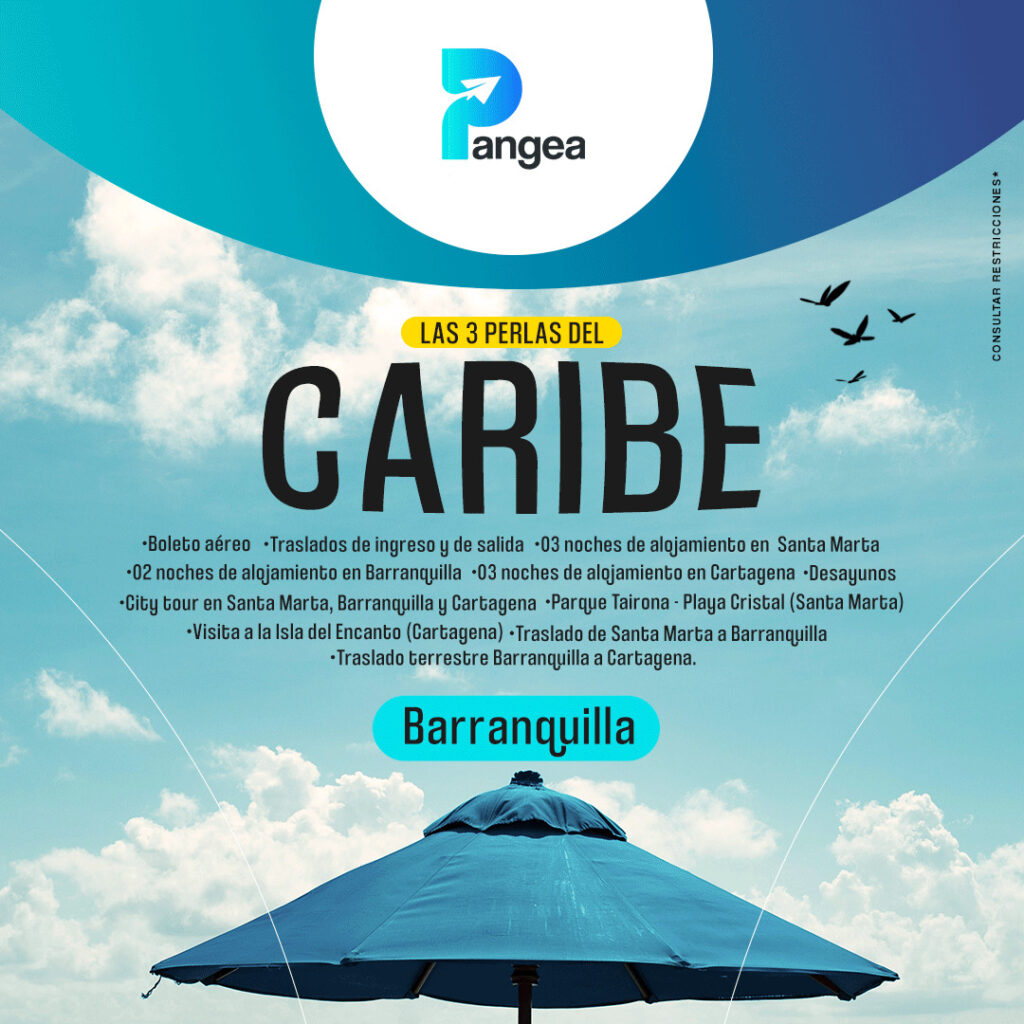 Pangea
CONSULTAR RESTRICCIONES*
LAS 3 PERLAS DEL
CARIBE
•Boleto aéreo •Traslados de ingreso y de salida •03 noches de alojamiento en Santa Marta
•02 noches de alojamiento en Barranquilla •03 noches de alojamiento en Cartagena •Desayunos
•City tour en Santa Marta, Barranquilla y Cartagena •Parque Tairona - Playa Cristal (Santa Marta)
•Visita a la Isla del Encanto (Cartagena) •Traslado de Santa Marta a Barranquilla
•Traslado terrestre Barranquilla a Cartagena.
Barranquilla